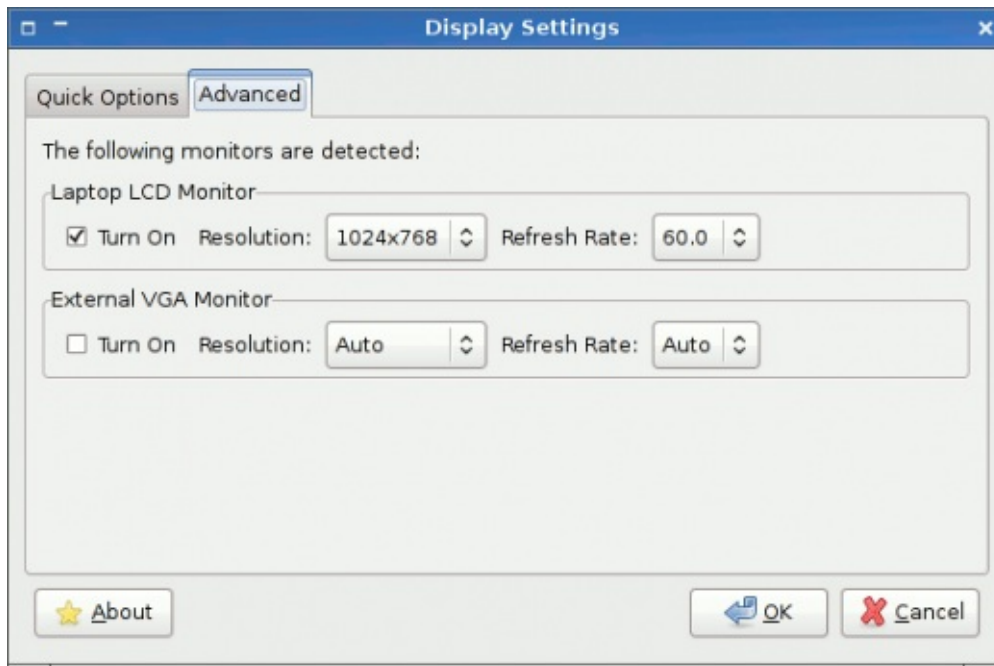 Display Settings
Quick Options Advanced
The following monitors are detected:
Laptop LCD Monitor
Turn On Resolution: 1024x768 Refresh Rate: 60.0
External VGA Monitor
Turn On Resolution: Auto Refresh Rate: Auto
About OK Cancel